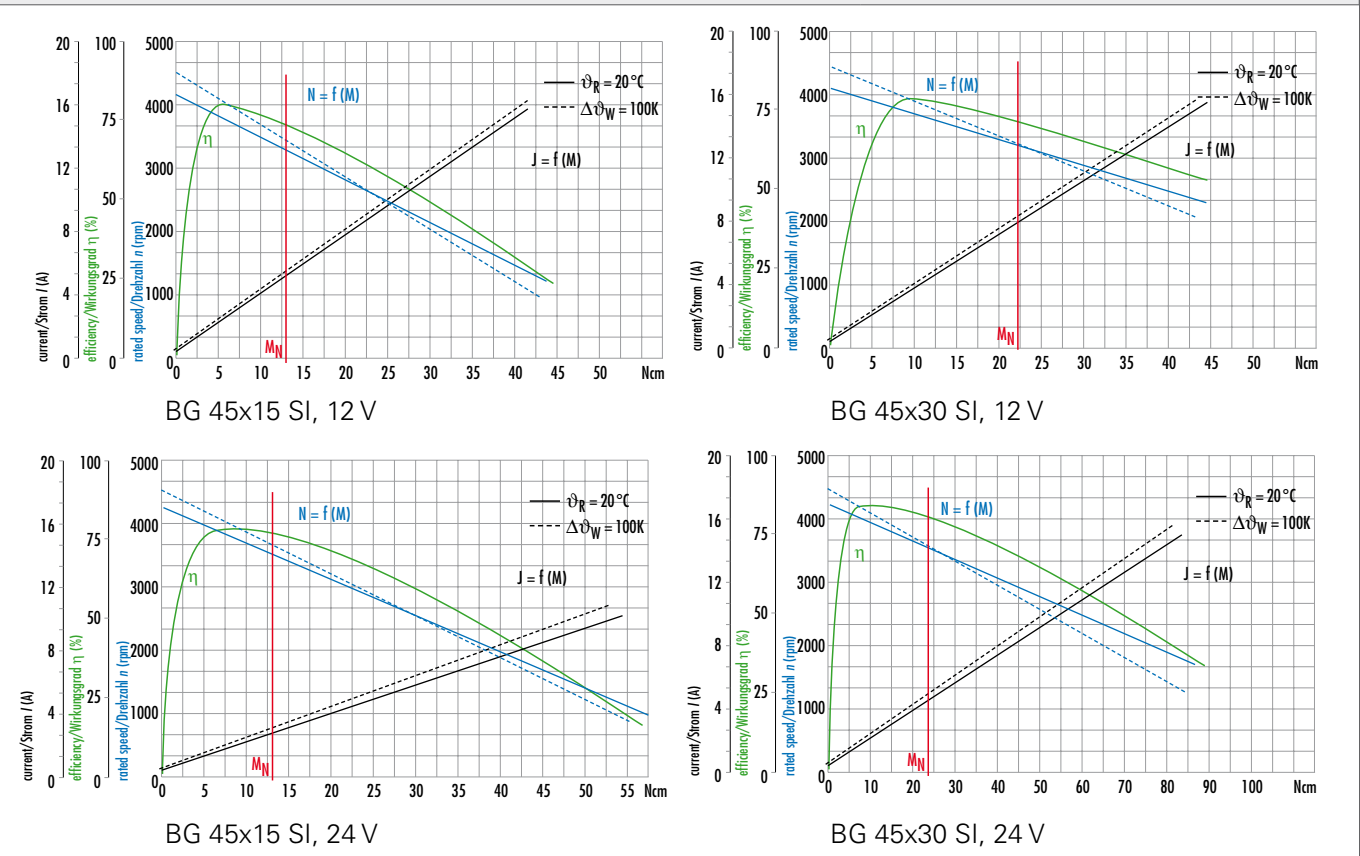 20
100
5000
16
75
4000
12
3000
50
8
2000
25
4
1000
0
0
0
current/Strom I (A)
efficiency/Wirkungsgrad η (%)
rated speed/Drehzahl n (rpm)
N = f (M)
η
ϑR = 20°C
ΔϑW = 100K
J = f (M)
MN
0 5 10 15 20 25 30 35 40 45 50 Ncm
BG 45x15 SI, 12 V
20
100
5000
16
75
4000
12
3000
50
8
2000
25
4
1000
0
0
0
current/Strom I (A)
efficiency/Wirkungsgrad η (%)
rated speed/Drehzahl n (rpm)
N = f (M)
η
ϑR = 20°C
ΔϑW = 100K
J = f (M)
MN
0 5 10 15 20 25 30 35 40 45 50 Ncm
BG 45x30 SI, 12 V
20
100
5000
16
75
4000
12
3000
50
8
2000
25
4
1000
0
0
0
current/Strom I (A)
efficiency/Wirkungsgrad η (%)
rated speed/Drehzahl n (rpm)
N = f (M)
η
ϑR = 20°C
ΔϑW = 100K
J = f (M)
MN
0 5 10 15 20 25 30 35 40 45 50 55 Ncm
BG 45x15 SI, 24 V
20
100
5000
16
75
4000
12
3000
50
8
2000
25
4
1000
0
0
0
current/Strom I (A)
efficiency/Wirkungsgrad η (%)
rated speed/Drehzahl n (rpm)
N = f (M)
η
ϑR = 20°C
ΔϑW = 100K
J = f (M)
MN
0 10 20 30 40 50 60 70 80 90 100 Ncm
BG 45x30 SI, 24 V